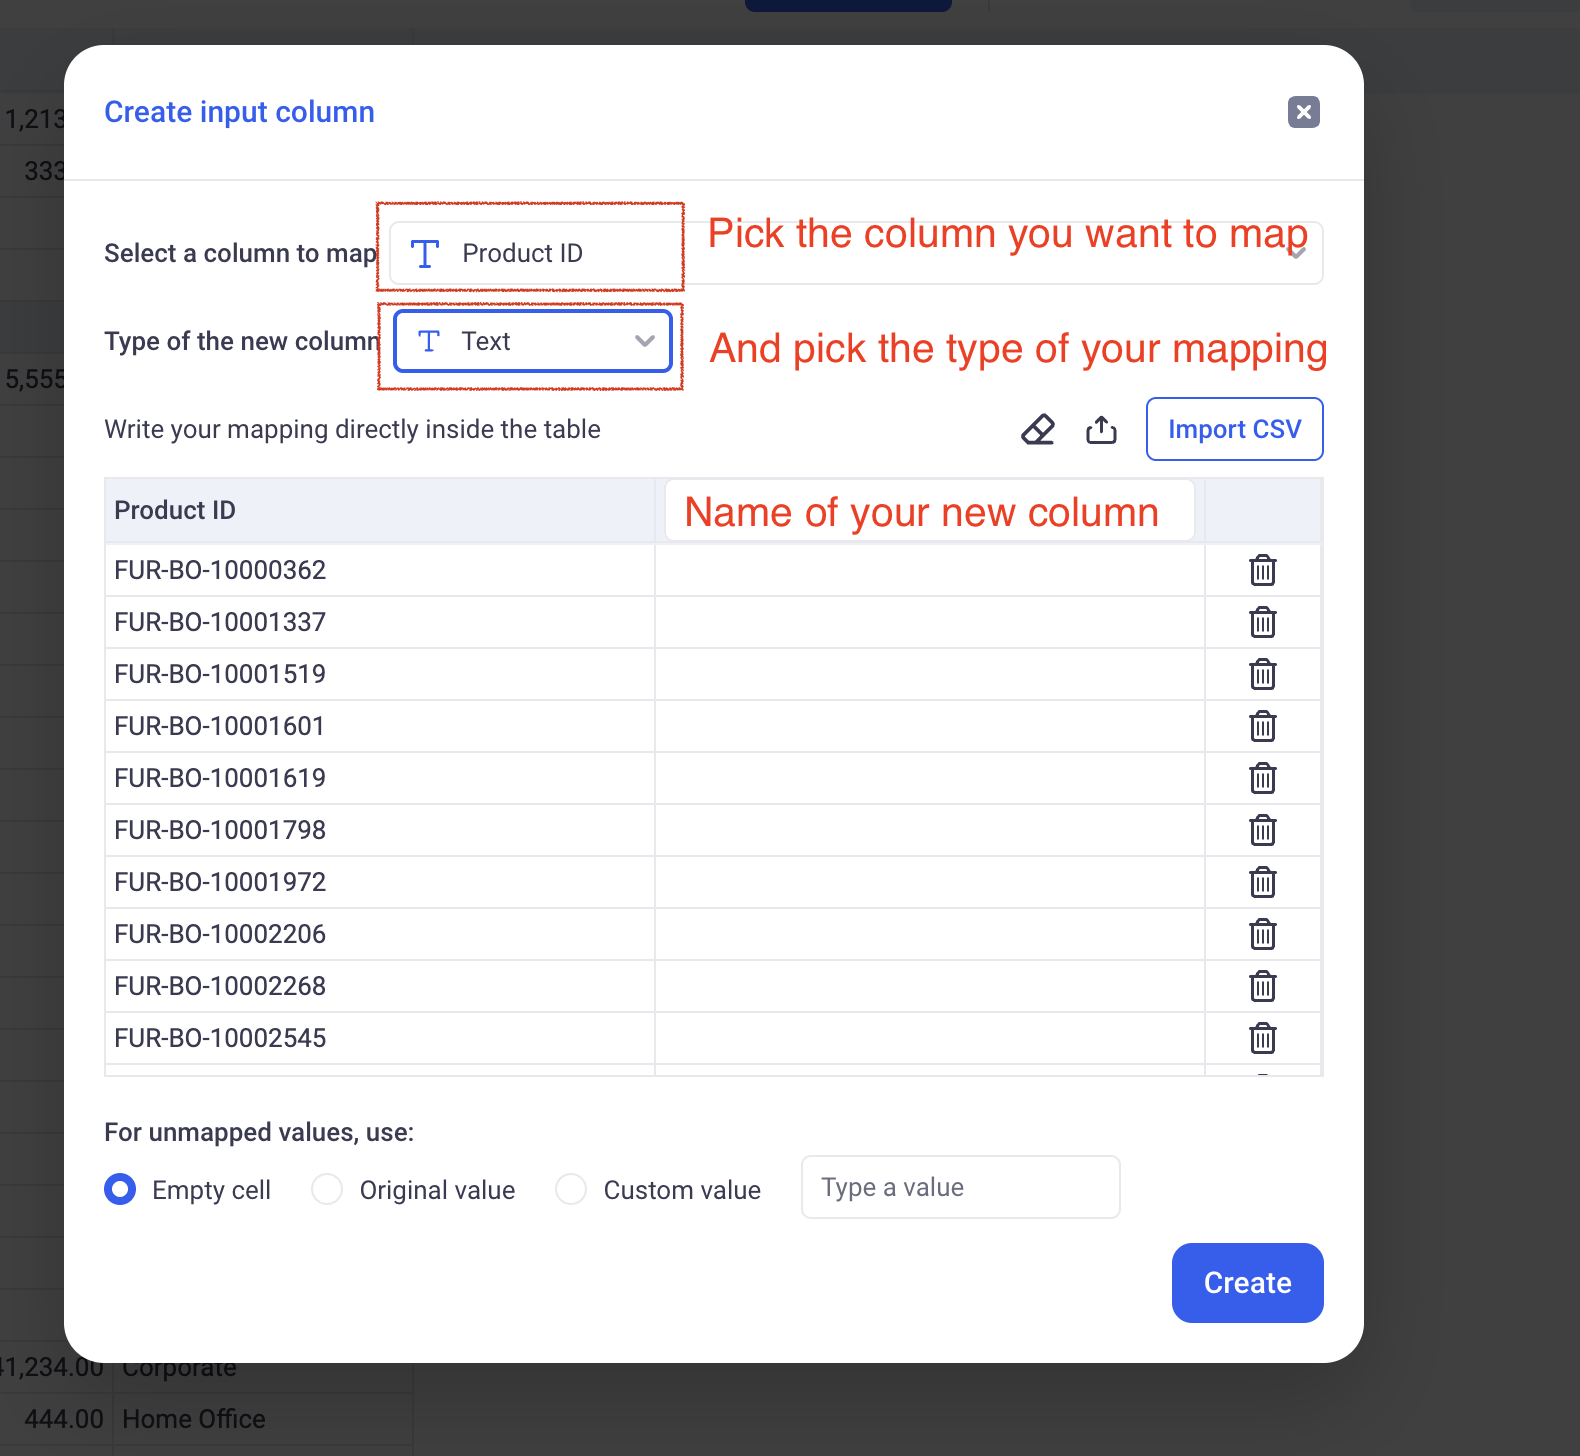 1,213
333
5,555
Create input column
Select a column to map
Product ID
Pick the column you want to map
Type of the new column
Text
And pick the type of your mapping
Write your mapping directly inside the table
Import CSV
Product ID
Name of your new column
FUR-BO-10000362
FUR-BO-10001337
FUR-BO-10001519
FUR-BO-10001601
FUR-BO-10001619
FUR-BO-10001798
FUR-BO-10001972
FUR-BO-10002206
FUR-BO-10002268
FUR-BO-10002545
For unmapped values, use:
Empty cell
Original value
Custom value
Type a value
Create
41,234.00 Corporate
444.00 Home Office